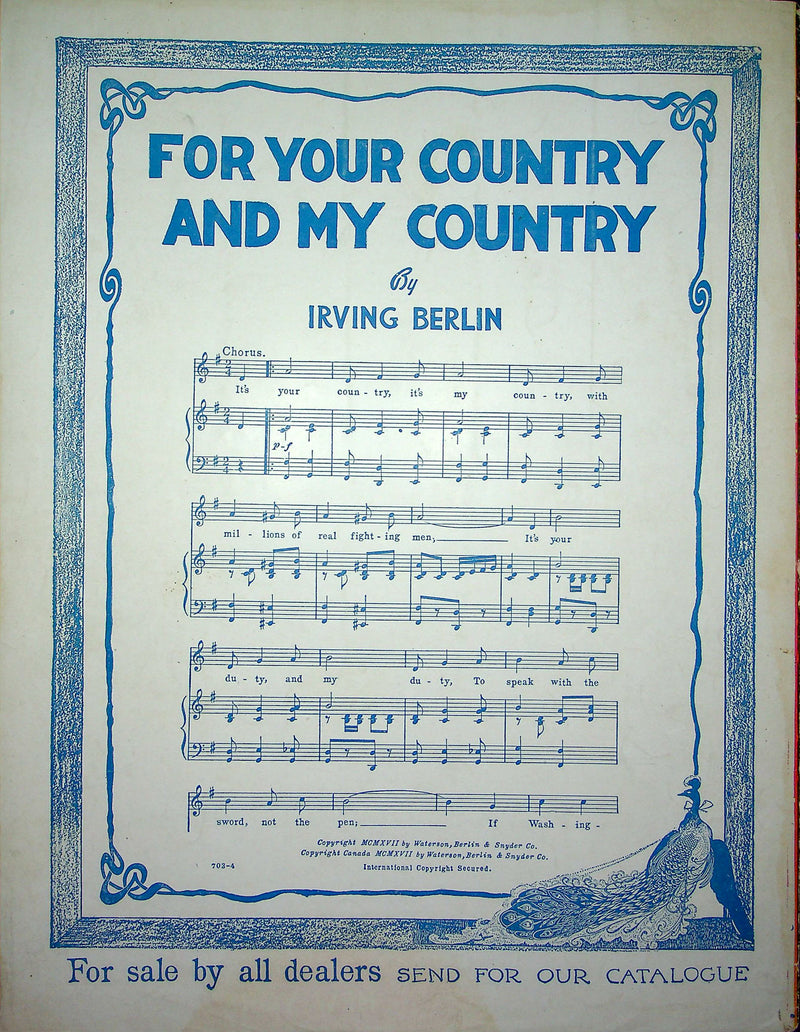 FOR YOUR COUNTRY
AND MY COUNTRY
By
IRVING BERLIN
Chorus.
It's your coun - try, it's my coun - try, with
p-f
mil - lions of real fight - ing men, It's your
du - ty, and my du - ty, To speak with the
sword, not the pen; If Wash - ing -
Copyright MCMXVII by Waterson, Berlin & Snyder Co.
Copyright Canada MCMXVII by Waterson, Berlin & Snyder Co.
703-4 International Copyright Secured.
For sale by all dealers SEND FOR OUR CATALOGUE